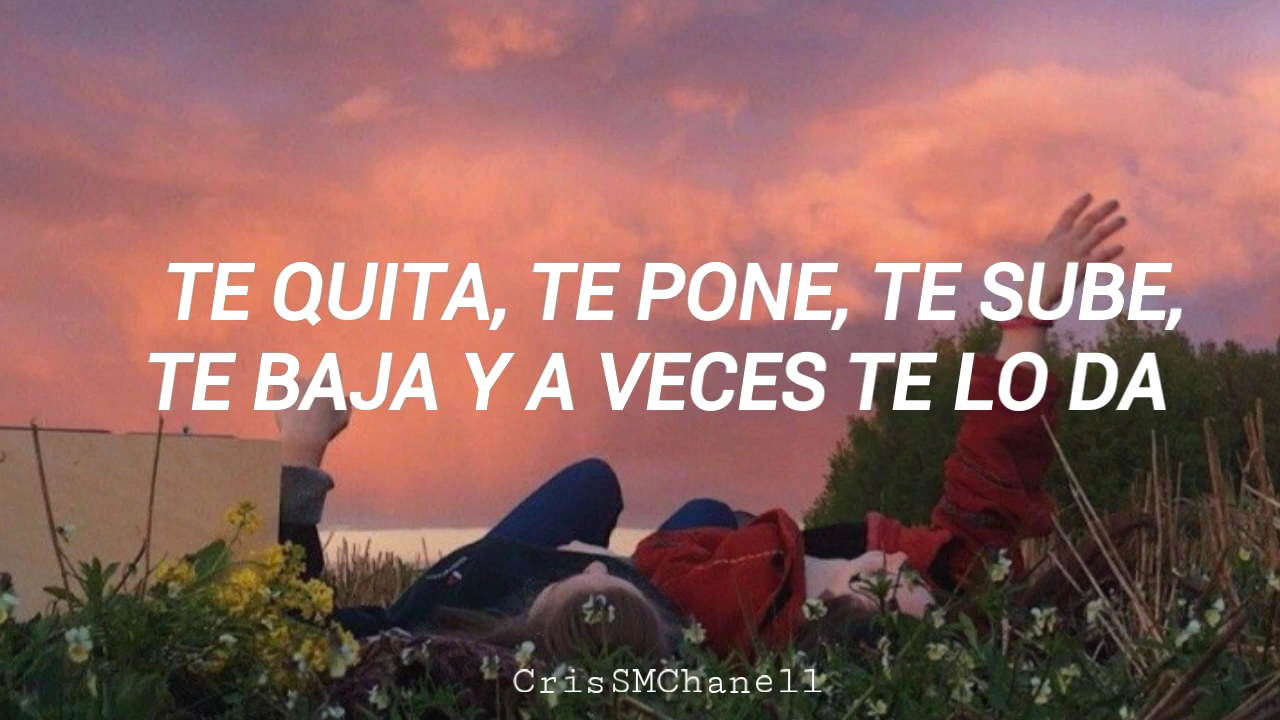 TE QUITA, TE PONE, TE SUBE,
TE BAJA Y A VECES TE LO DA
CrisSMChanell